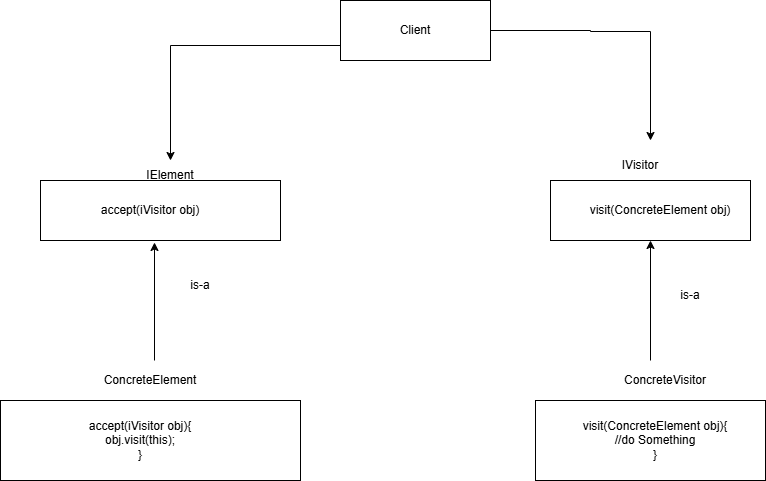 Client
IElement
IVisitor
accept(iVisitor obj)
visit(ConcreteElement obj)
is-a
is-a
ConcreteElement
ConcreteVisitor
accept(iVisitor obj){
obj.visit(this);
}
visit(ConcreteElement obj){
//do Something
}